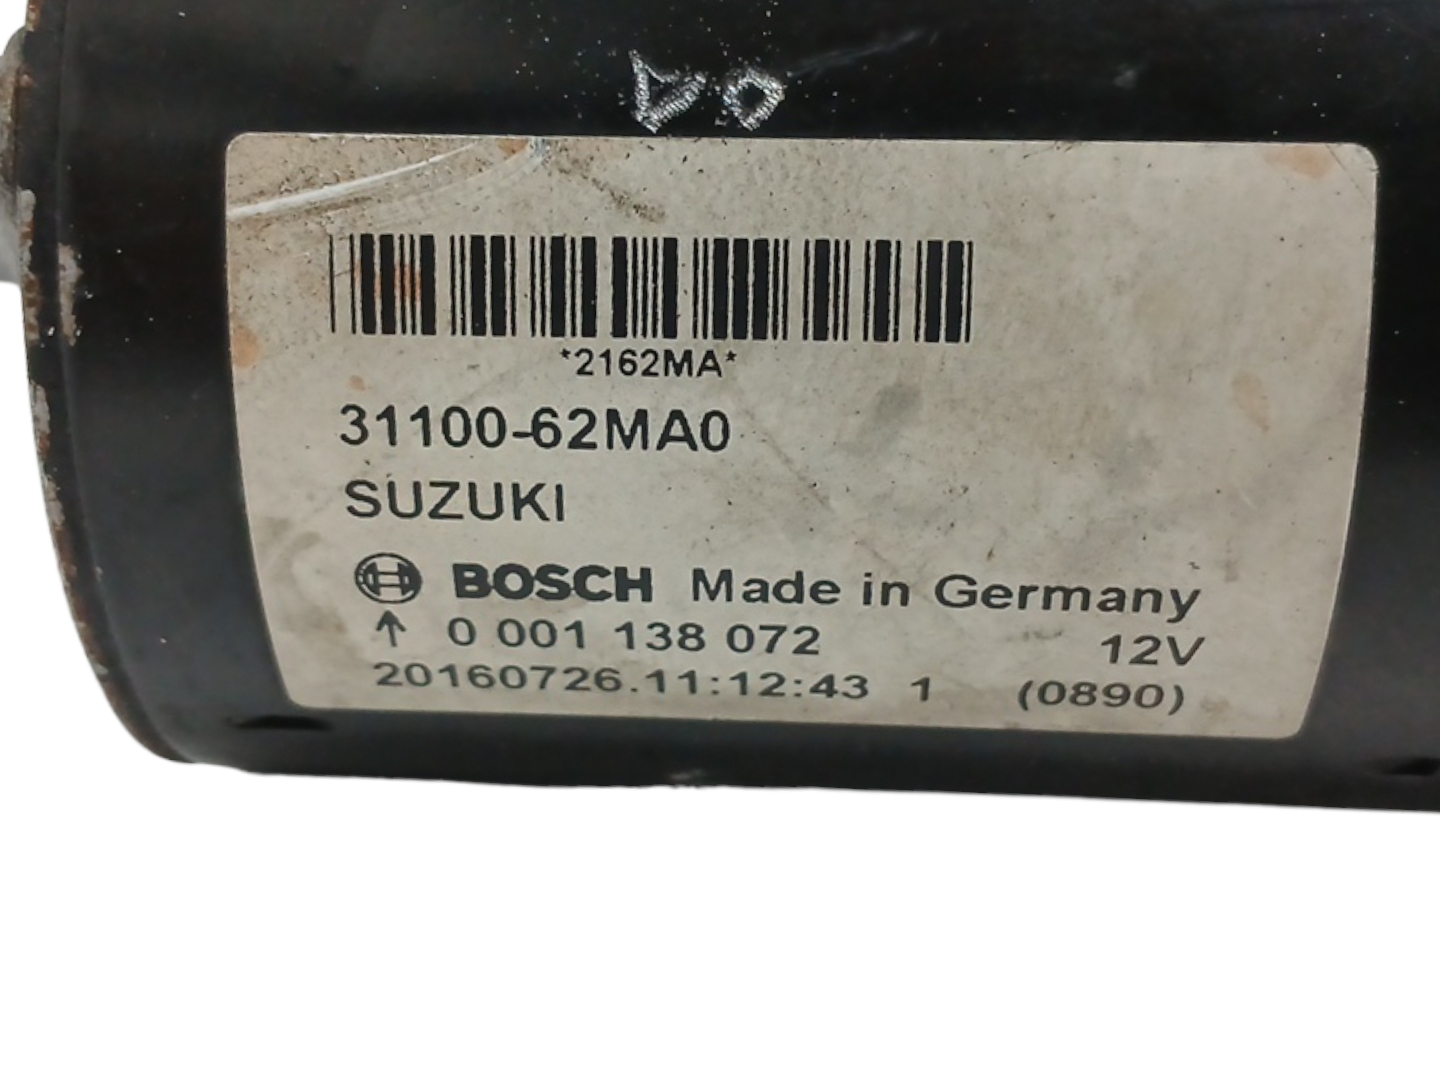 *2162MA*
31100-62MA0
SUZUKI
BOSCH Made in Germany
↑ 0 001 138 072 12V
20160726.11:12:43 1 (0890)